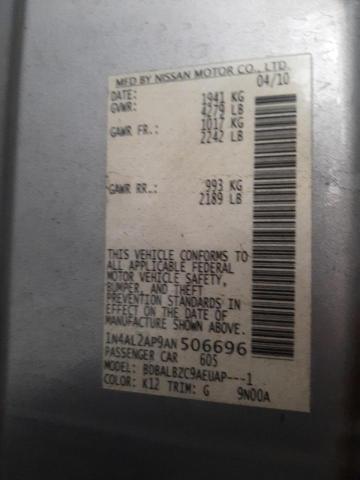 MFD BY NISSAN MOTOR CO., LTD.
DATE: 04/10
GVWR: 1941 KG
4279 LB
GAWR FR.: 1017 KG
2242 LB
GAWR RR.: 993 KG
2189 LB
THIS VEHICLE CONFORMS TO
ALL APPLICABLE FEDERAL
MOTOR VEHICLE SAFETY,
BUMPER, AND THEFT
PREVENTION STANDARDS IN
EFFECT ON THE DATE OF
MANUFACTURE SHOWN ABOVE.
1N4AL2AP9AN506696
PASSENGER CAR 605
MODEL: BDBALBZC9AEUAP---1
COLOR: K12 TRIM: G 9N00A